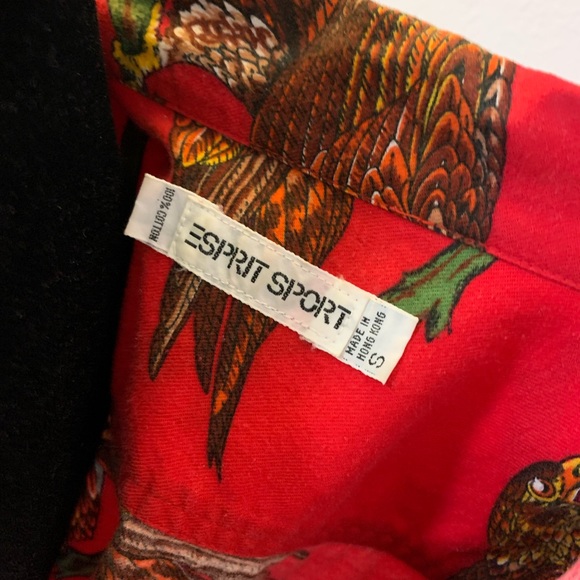 100% COTTON
ESPRIT SPORT
MADE IN
HONG KONG
S